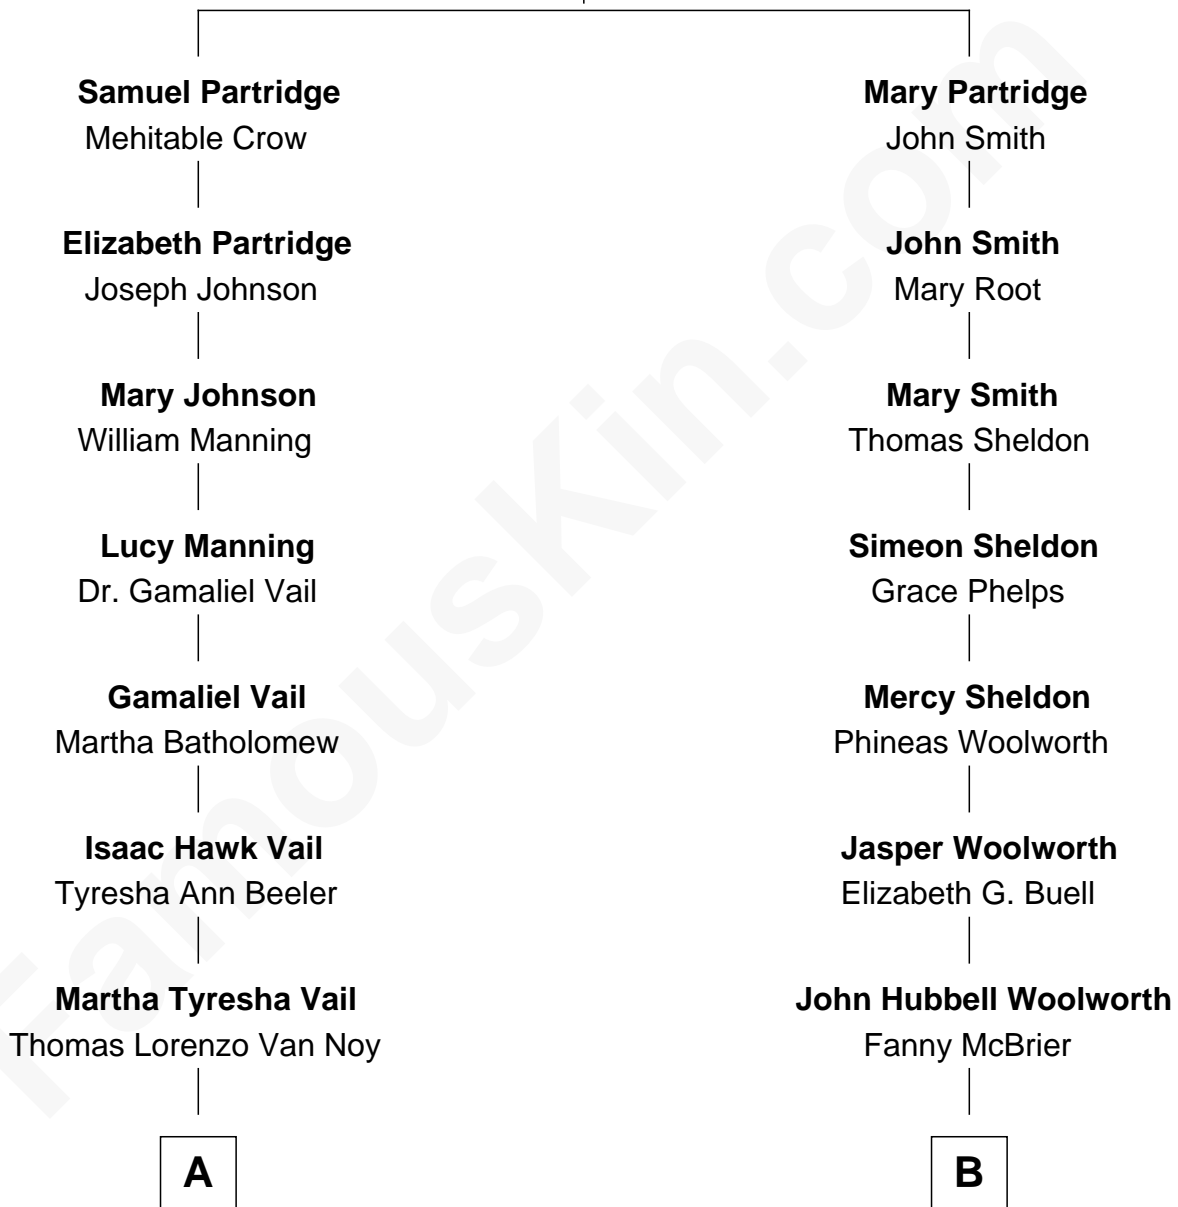 Samuel Partridge
Mehitable Crow
Elizabeth Partridge
Joseph Johnson
Mary Johnson
William Manning
Lucy Manning
Dr. Gamaliel Vail
Gamaliel Vail
Martha Batholomew
Isaac Hawk Vail
Tyresha Ann Beeler
Martha Tyresha Vail
Thomas Lorenzo Van Noy
A
Mary Partridge
John Smith
John Smith
Mary Root
Mary Smith
Thomas Sheldon
Simeon Sheldon
Grace Phelps
Mercy Sheldon
Phineas Woolworth
Jasper Woolworth
Elizabeth G. Buell
John Hubbell Woolworth
Fanny McBrier
B
FamousKin.com